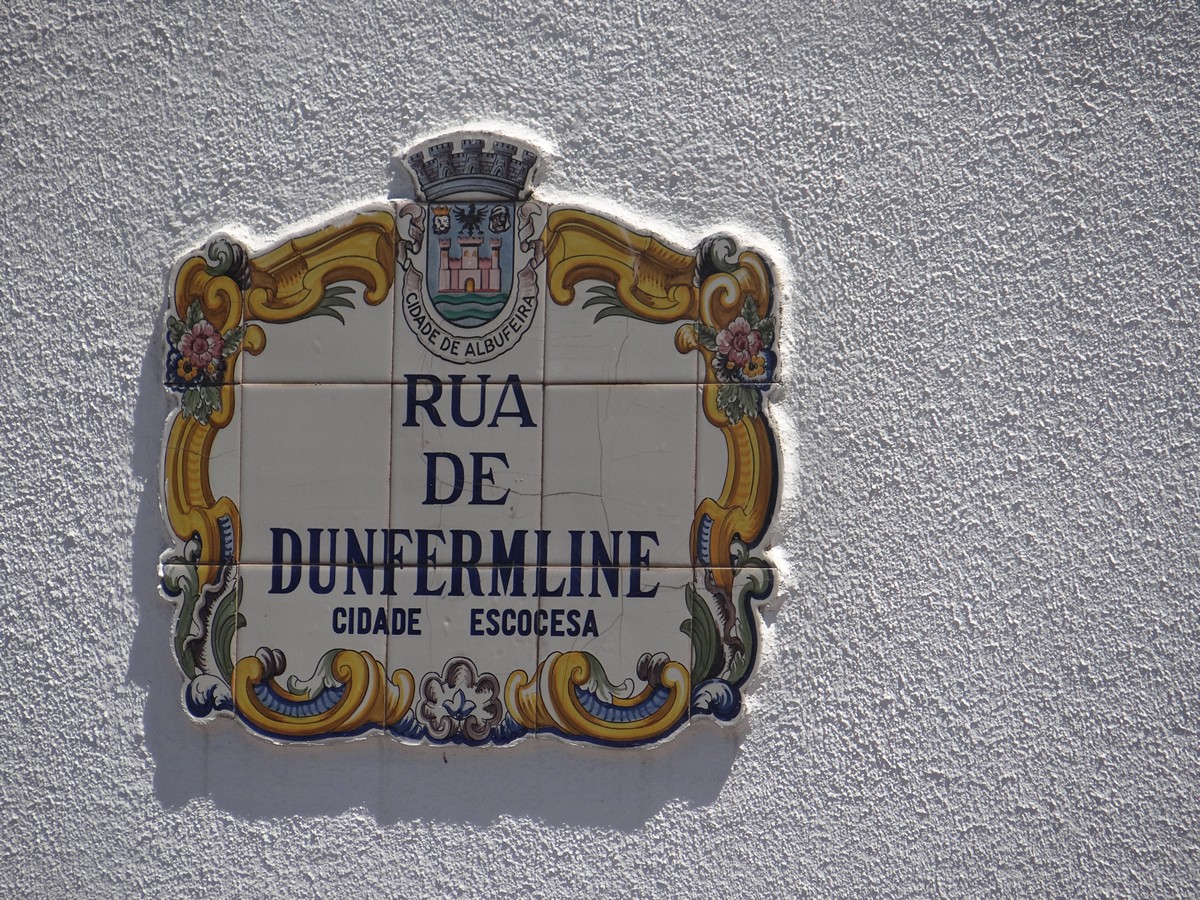 CIDADE DE ALBUFEIRA
RUA
DE
DUNFERMLINE
CIDADE ESCOCESA